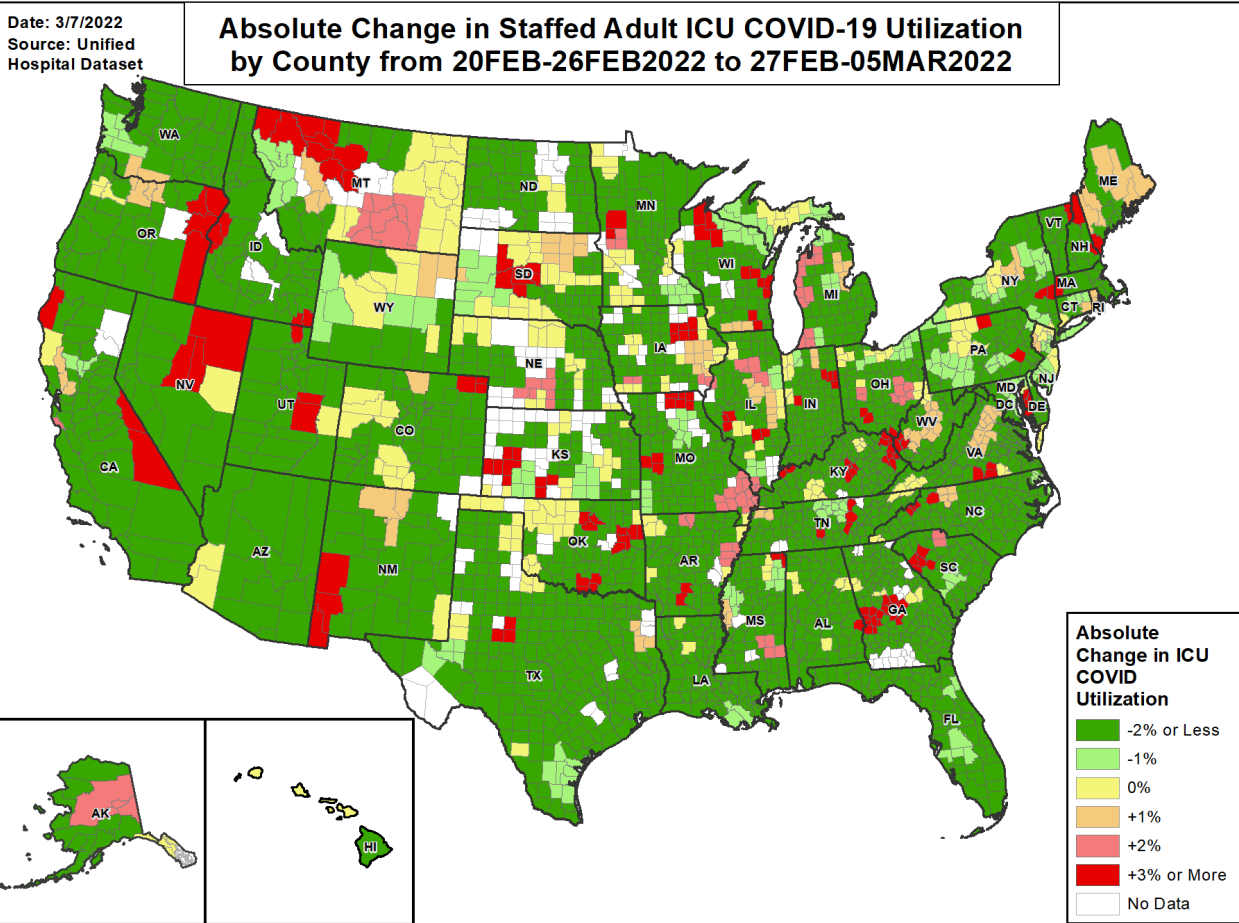 Date: 3/7/2022
Source: Unified
Hospital Dataset
Absolute Change in Staffed Adult ICU COVID-19 Utilization
by County from 20FEB-26FEB2022 to 27FEB-05MAR2022
WA
MT
ND
MN
ME
OR
ID
SD
WI
VT
NH
WY
MI
NY
MA
CT
RI
NV
UT
CO
NE
IA
IL
IN
OH
PA
NJ
MD
DC
DE
CA
KS
MO
KY
WV
VA
AZ
NM
OK
AR
TN
NC
SC
TX
LA
MS
AL
GA
FL
AK
HI
Absolute
Change in ICU
COVID
Utilization
-2% or Less
-1%
0%
+1%
+2%
+3% or More
No Data